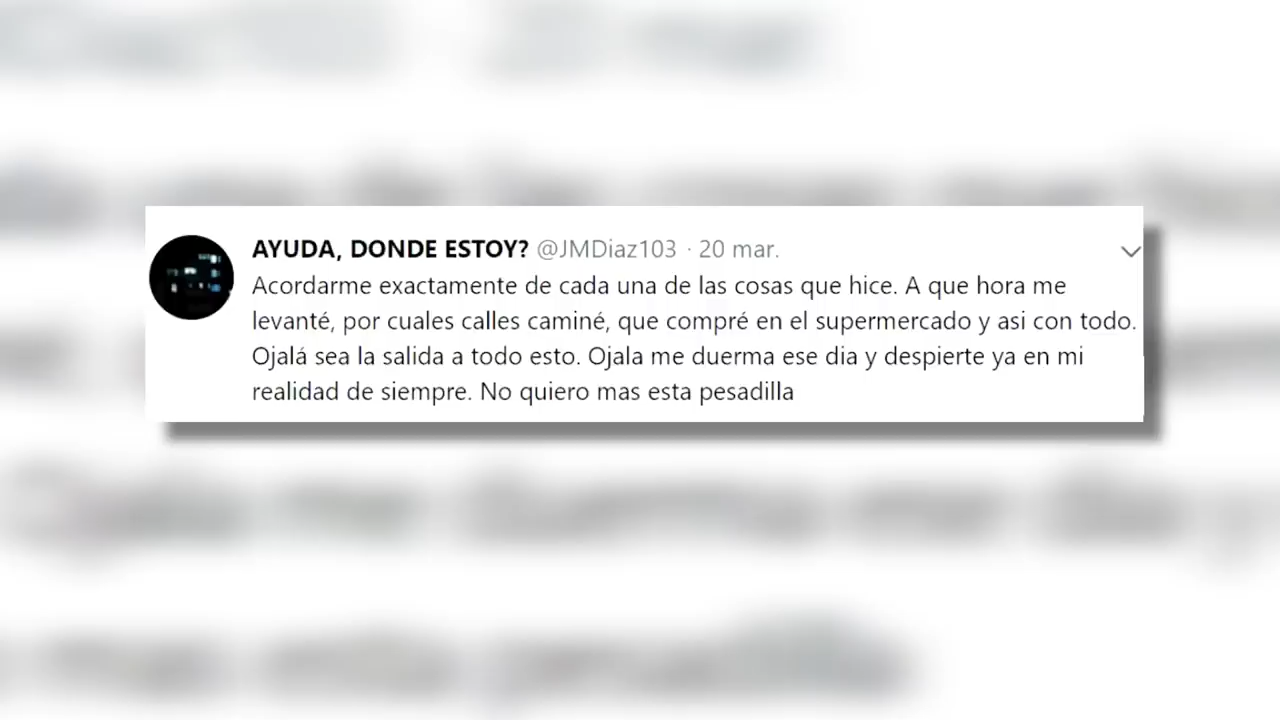 AYUDA, DONDE ESTOY? @JMDiaz103 · 20 mar.
Acordarme exactamente de cada una de las cosas que hice. A que hora me
levanté, por cuales calles caminé, que compré en el supermercado y asi con todo.
Ojalá sea la salida a todo esto. Ojala me duerma ese dia y despierte ya en mi
realidad de siempre. No quiero mas esta pesadilla